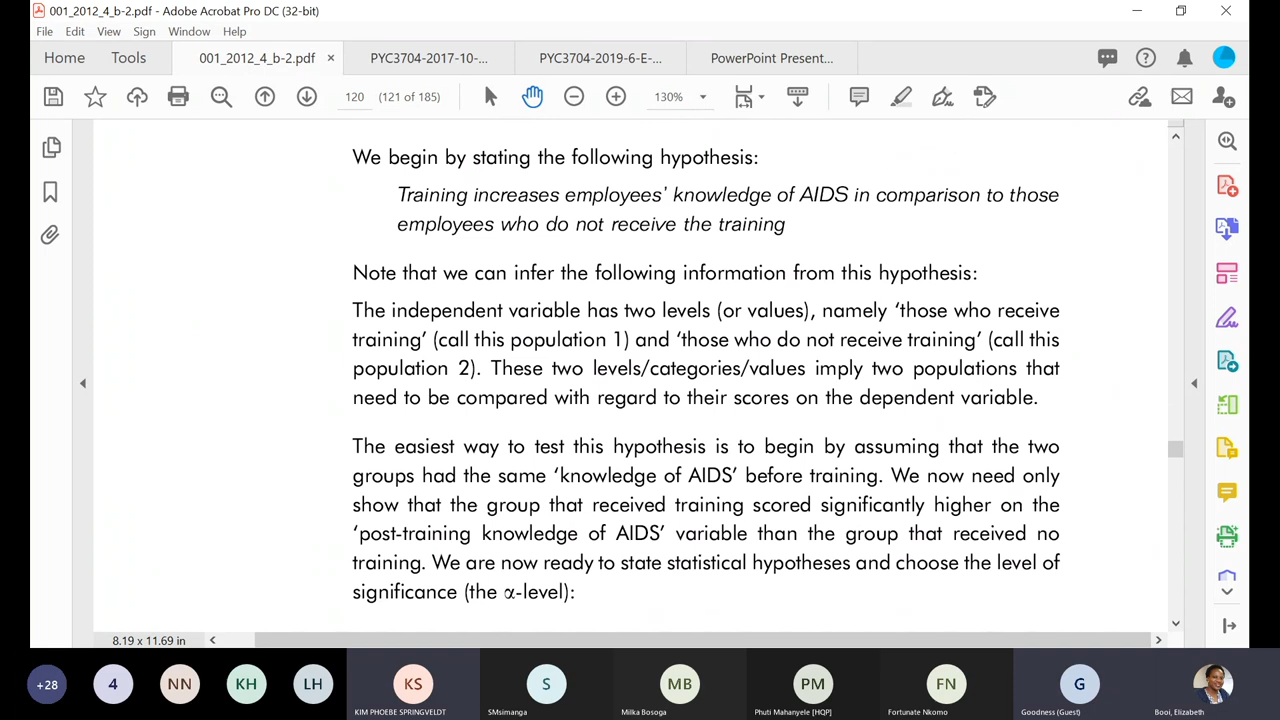 001_2012_4_b-2.pdf - Adobe Acrobat Pro DC (32-bit)
File Edit View Sign Window Help
Home Tools 001_2012_4_b-2.pdf × PYC3704-2017-10-... PYC3704-2019-6-E-... PowerPoint Present...
120 (121 of 185) 130%
We begin by stating the following hypothesis:
Training increases employees’ knowledge of AIDS in comparison to those
employees who do not receive the training
Note that we can infer the following information from this hypothesis:
The independent variable has two levels (or values), namely ‘those who receive
training’ (call this population 1) and ‘those who do not receive training’ (call this
population 2). These two levels/categories/values imply two populations that
need to be compared with regard to their scores on the dependent variable.
The easiest way to test this hypothesis is to begin by assuming that the two
groups had the same ‘knowledge of AIDS’ before training. We now need only
show that the group that received training scored significantly higher on the
‘post-training knowledge of AIDS’ variable than the group that received no
training. We are now ready to state statistical hypotheses and choose the level of
significance (the α-level):
8.19 x 11.69 in
+28 4 NN KH LH KS S MB PM FN G
KIM PHOEBE SPRINGVELDT SMsimanga Milka Bosoga Phuti Mahanyele [HQP] Fortunate Nkomo Goodness (Guest) Booi, Elizabeth